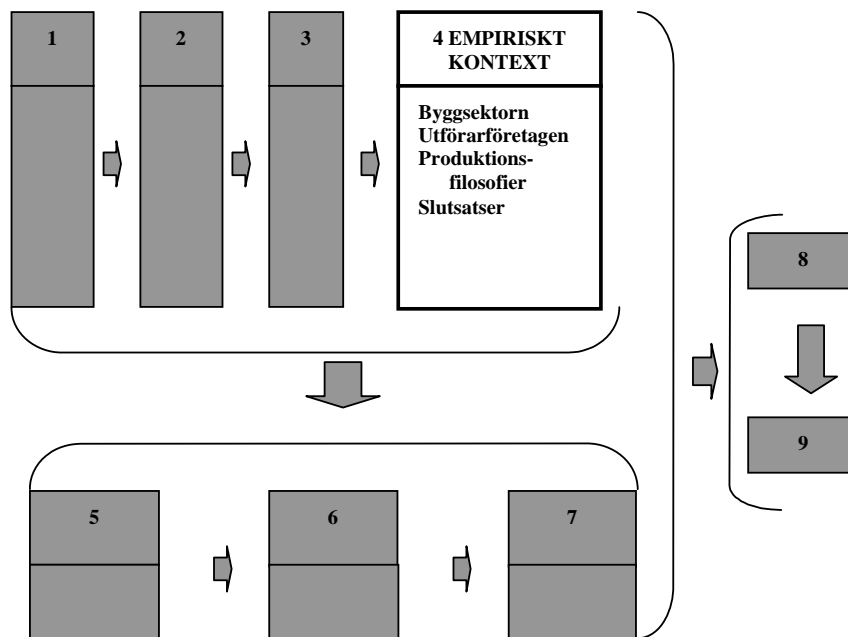 1
2
3
4 EMPIRISKT
KONTEXT
Byggsektorn
Utförarföretagen
Produktions-
filosofier
Slutsatser
8
9
5
6
7